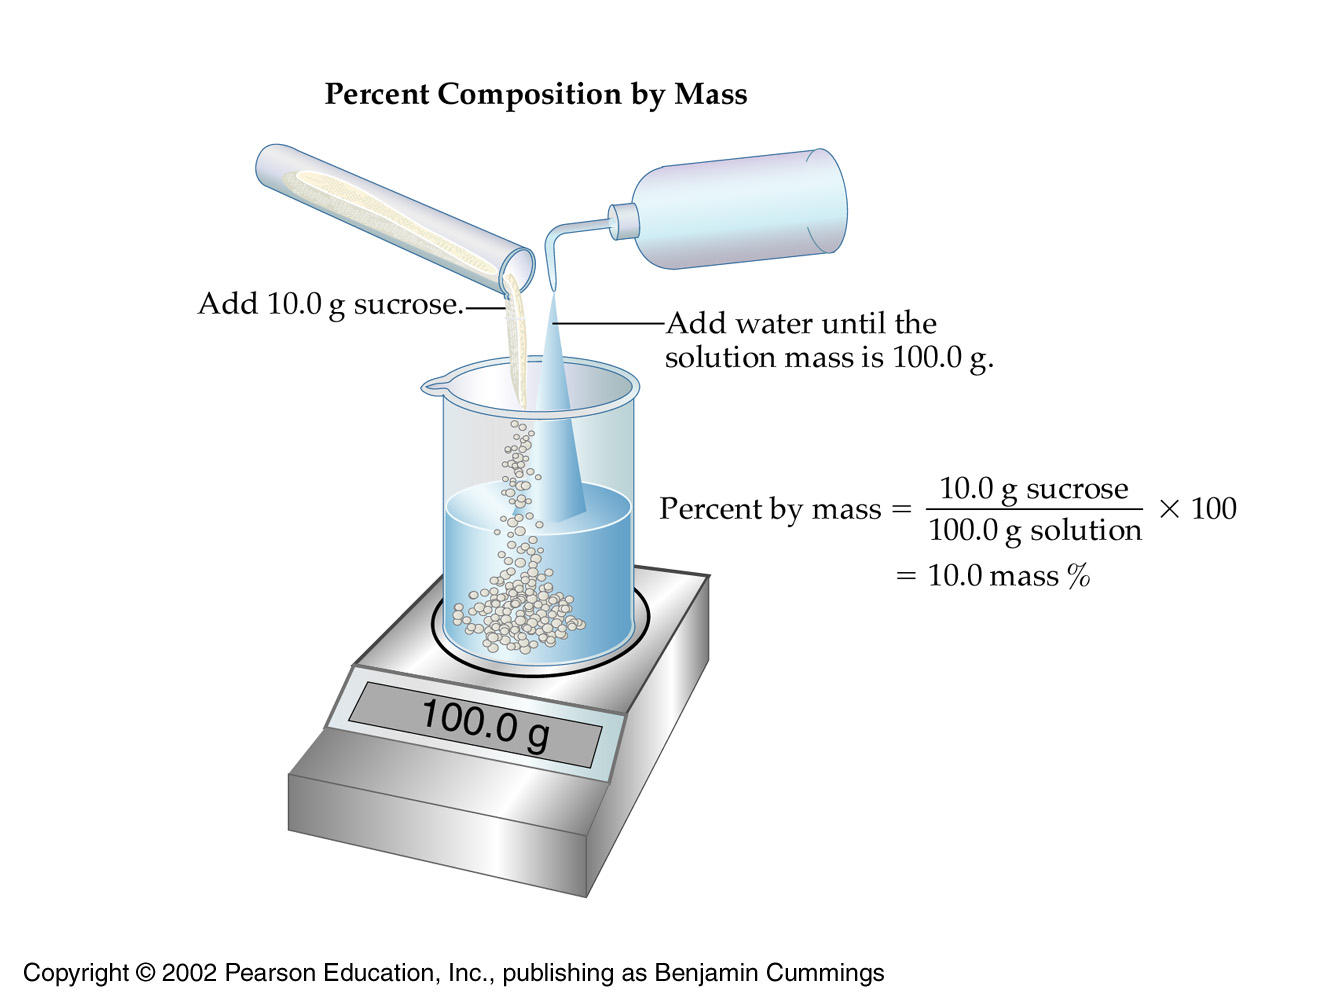 Percent Composition by Mass
Add 10.0 g sucrose.
Add water until the
solution mass is 100.0 g.
Percent by mass = 10.0 g sucrose / 100.0 g solution × 100
= 10.0 mass %
100.0 g
Copyright © 2002 Pearson Education, Inc., publishing as Benjamin Cummings